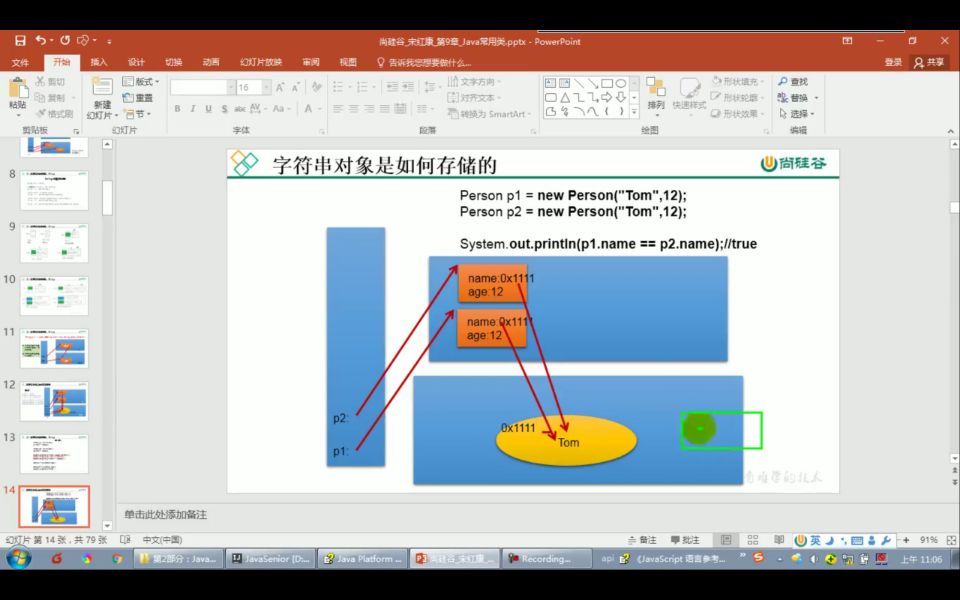 尚硅谷_宋红康_第9章_Java常用类.pptx - PowerPoint
文件 开始 插入 设计 切换 动画 幻灯片放映 审阅 视图 告诉我您想要做什么... 登录 共享
粘贴
剪切
复制
格式刷
新建
幻灯片
版式
重置
节
16
B I U S abc AV Aa A
文字方向
对齐文本
转换为 SmartArt
排列 快速样式
形状填充
形状轮廓
形状效果
查找
替换
选择
剪贴板 幻灯片 字体 段落 绘图 编辑
8
9
10
11
12
13
14
字符串对象是如何存储的
尚硅谷
Person p1 = new Person("Tom",12);
Person p2 = new Person("Tom",12);
System.out.println(p1.name == p2.name);//true
name:0x1111
age:12
name:0x1111
age:12
p2:
p1:
0x1111
Tom
单击此处添加备注
幻灯片 第 14 张，共 79 张 中文(中国) 备注 批注 英 91%
第2部分：Java... JavaSenior [D:... Java Platform ... 尚硅谷_宋红康_... Recording... api 《JavaScript 语言参考... 上午 11:06